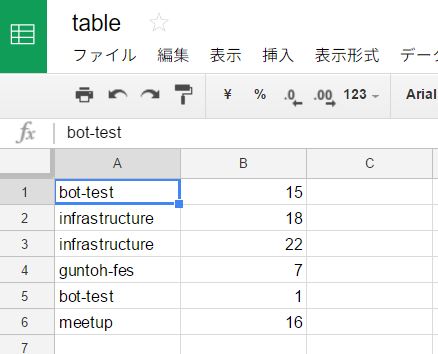 table
ファイル 編集 表示 挿入 表示形式 デー
¥ % .0 .00 123 Arial
fx bot-test
A B C
1 bot-test 15
2 infrastructure 18
3 infrastructure 22
4 guntoh-fes 7
5 bot-test 1
6 meetup 16
7